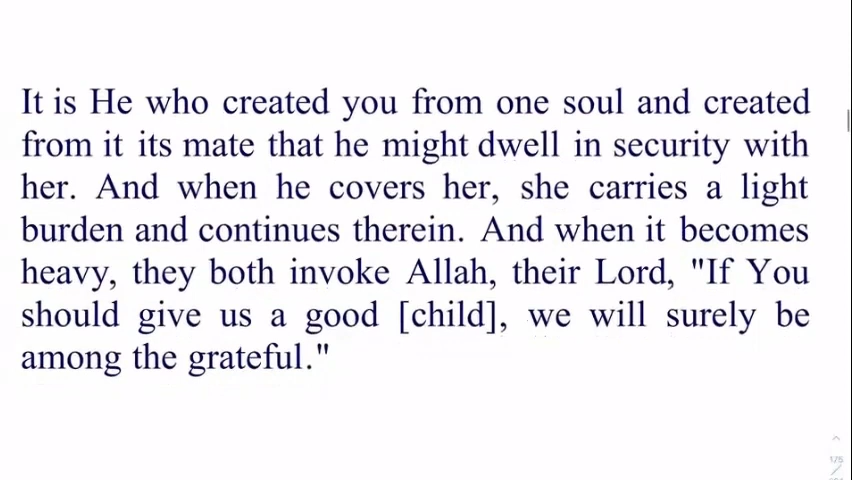 It is He who created you from one soul and created
from it its mate that he might dwell in security with
her. And when he covers her, she carries a light
burden and continues therein. And when it becomes
heavy, they both invoke Allah, their Lord, "If You
should give us a good [child], we will surely be
among the grateful."
175